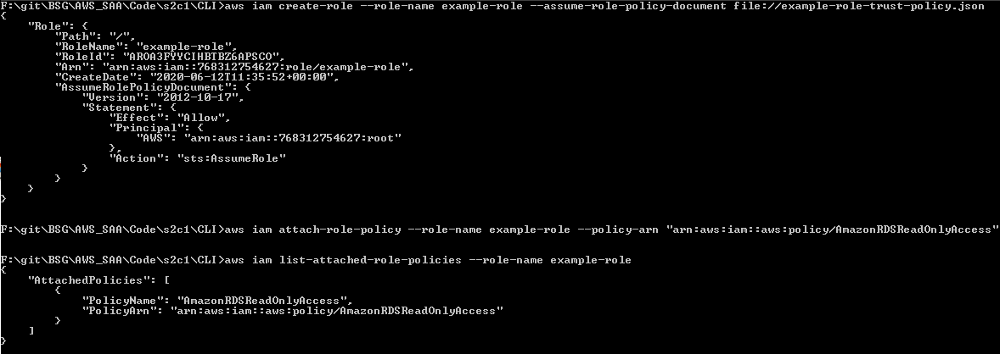 F:\git\BSG\AWS_SAA\Code\s2c1\CLI>aws iam create-role --role-name example-role --assume-role-policy-document file://example-role-trust-policy.json
{
    "Role": {
        "Path": "/",
        "RoleName": "example-role",
        "RoleId": "AROA3FYYCIHBTBZ6APSCO",
        "Arn": "arn:aws:iam::768312754627:role/example-role",
        "CreateDate": "2020-06-12T11:35:52+00:00",
        "AssumeRolePolicyDocument": {
            "Version": "2012-10-17",
            "Statement": {
                "Effect": "Allow",
                "Principal": {
                    "AWS": "arn:aws:iam::768312754627:root"
                },
                "Action": "sts:AssumeRole"
            }
        }
    }
}
F:\git\BSG\AWS_SAA\Code\s2c1\CLI>aws iam attach-role-policy --role-name example-role --policy-arn "arn:aws:iam::aws:policy/AmazonRDSReadOnlyAccess"
F:\git\BSG\AWS_SAA\Code\s2c1\CLI>aws iam list-attached-role-policies --role-name example-role
{
    "AttachedPolicies": [
        {
            "PolicyName": "AmazonRDSReadOnlyAccess",
            "PolicyArn": "arn:aws:iam::aws:policy/AmazonRDSReadOnlyAccess"
        }
    ]
}